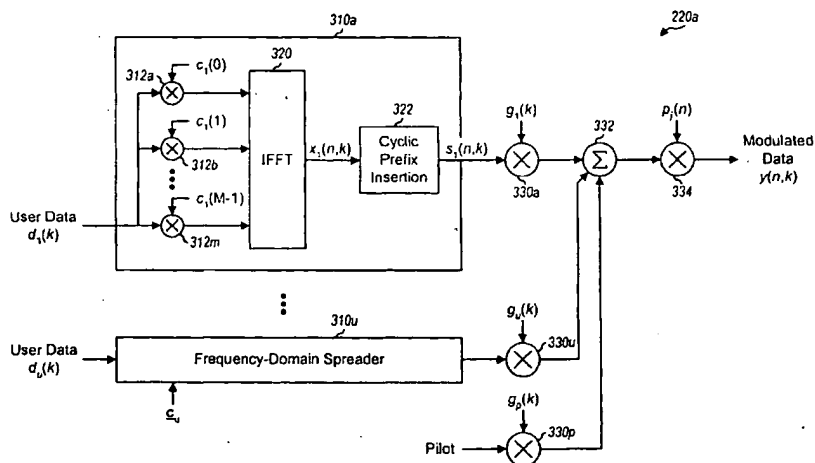 310a
220a
320
312a
c₁(0)
322
c₁(1)
312b
IFFT
x₁(n,k)
Cyclic
Prefix
Insertion
s₁(n,k)
g₁(k)
330a
332
Σ
pⱼ(n)
334
Modulated
Data
y(n,k)
c₁(M-1)
312m
User Data
d₁(k)
310u
User Data
dᵤ(k)
Frequency-Domain Spreader
cᵤ
gᵤ(k)
330u
gₚ(k)
Pilot
330p